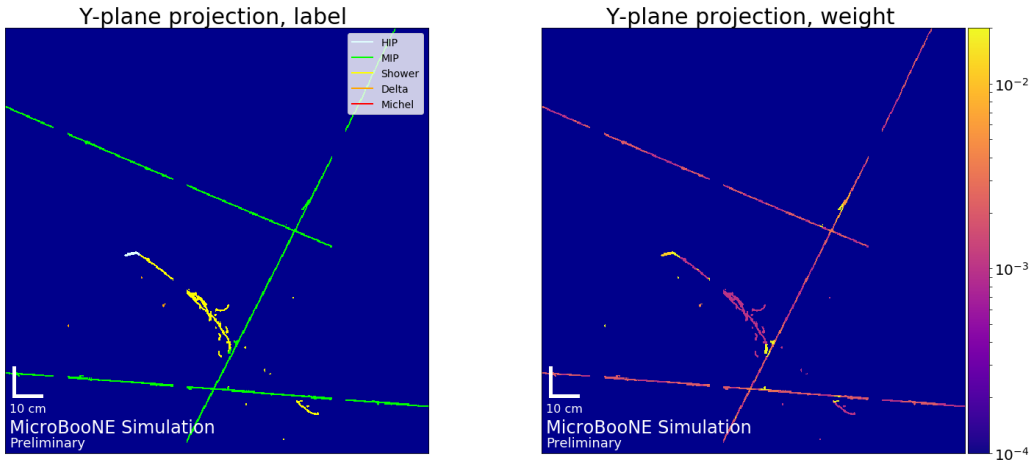 Y-plane projection, label
HIP
MIP
Shower
Delta
Michel
10 cm
MicroBooNE Simulation
Preliminary
Y-plane projection, weight
10 cm
MicroBooNE Simulation
Preliminary
10⁻²
10⁻³
10⁻⁴